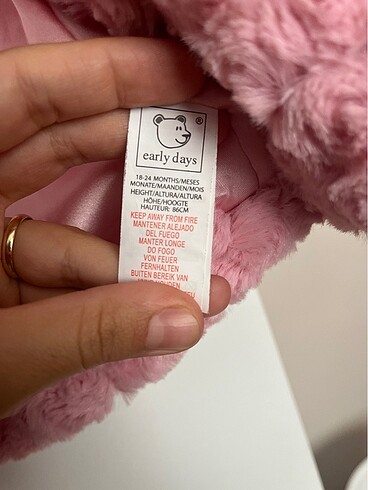 ®
early days
18-24 MONTHS/MESES
MONATE/MAANDEN/MOIS
HEIGHT/ALTURA/ALTURA
HÖHE/HOOGTE
HAUTEUR: 86CM
KEEP AWAY FROM FIRE
MANTENER ALEJADO
DEL FUEGO
MANTER LONGE
DO FOGO
VON FEUER
FERNHALTEN
BUITEN BEREIK VAN